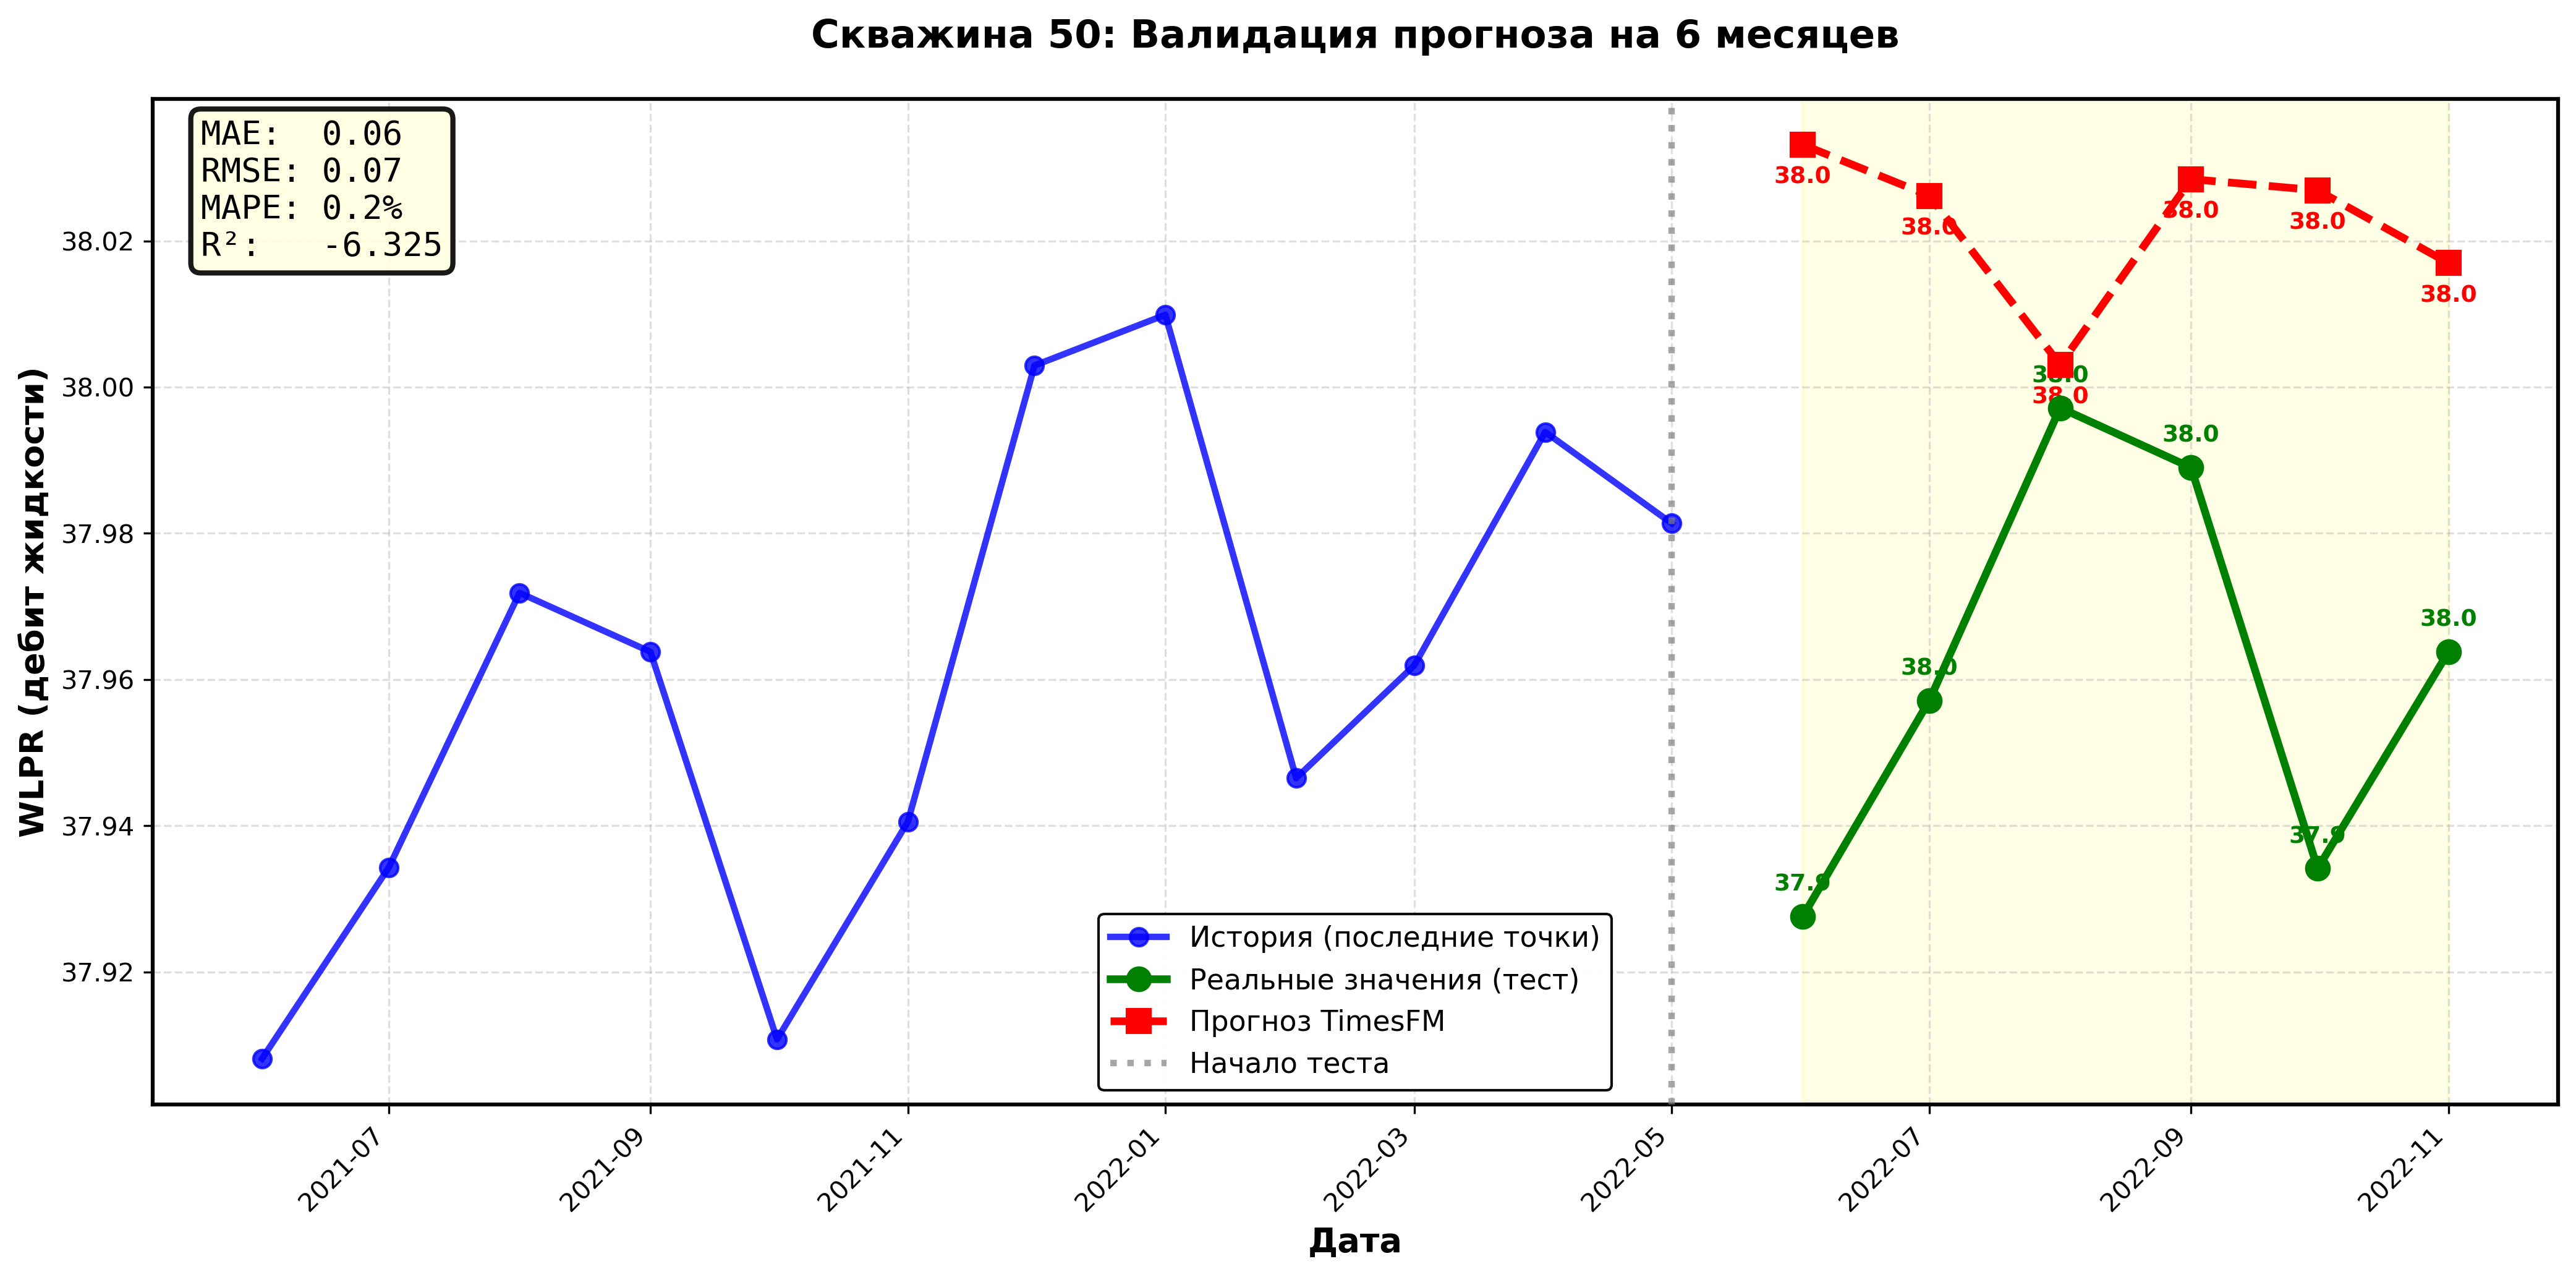 Скважина 50: Валидация прогноза на 6 месяцев
MAE: 0.06
RMSE: 0.07
MAPE: 0.2%
R²: -6.325
WLPR (дебит жидкости)
38.02
38.00
37.98
37.96
37.94
37.92
38.0
38.0
38.0
38.0
38.0
38.0
37.9
38.0
38.0
38.0
37.9
38.0
История (последние точки)
Реальные значения (тест)
Прогноз TimesFM
Начало теста
2021-07
2021-09
2021-11
2022-01
2022-03
2022-05
2022-07
2022-09
2022-11
Дата